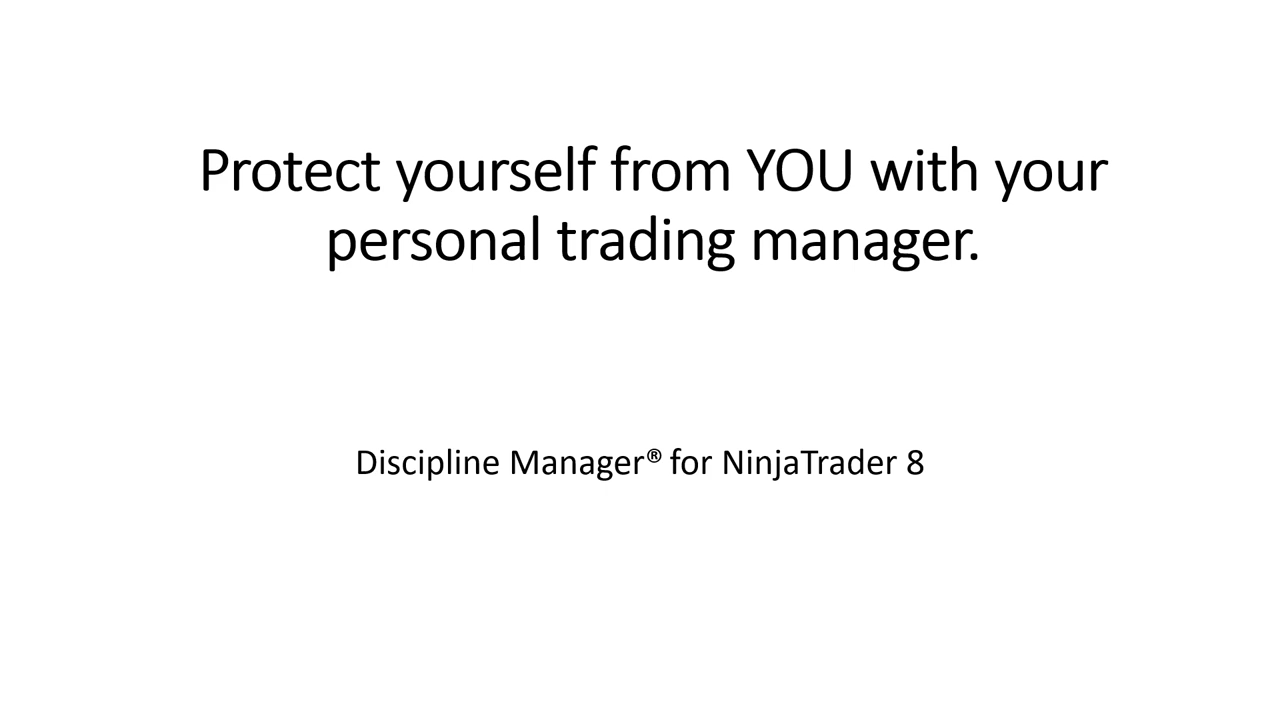 Protect yourself from YOU with your
personal trading manager.
Discipline Manager® for NinjaTrader 8